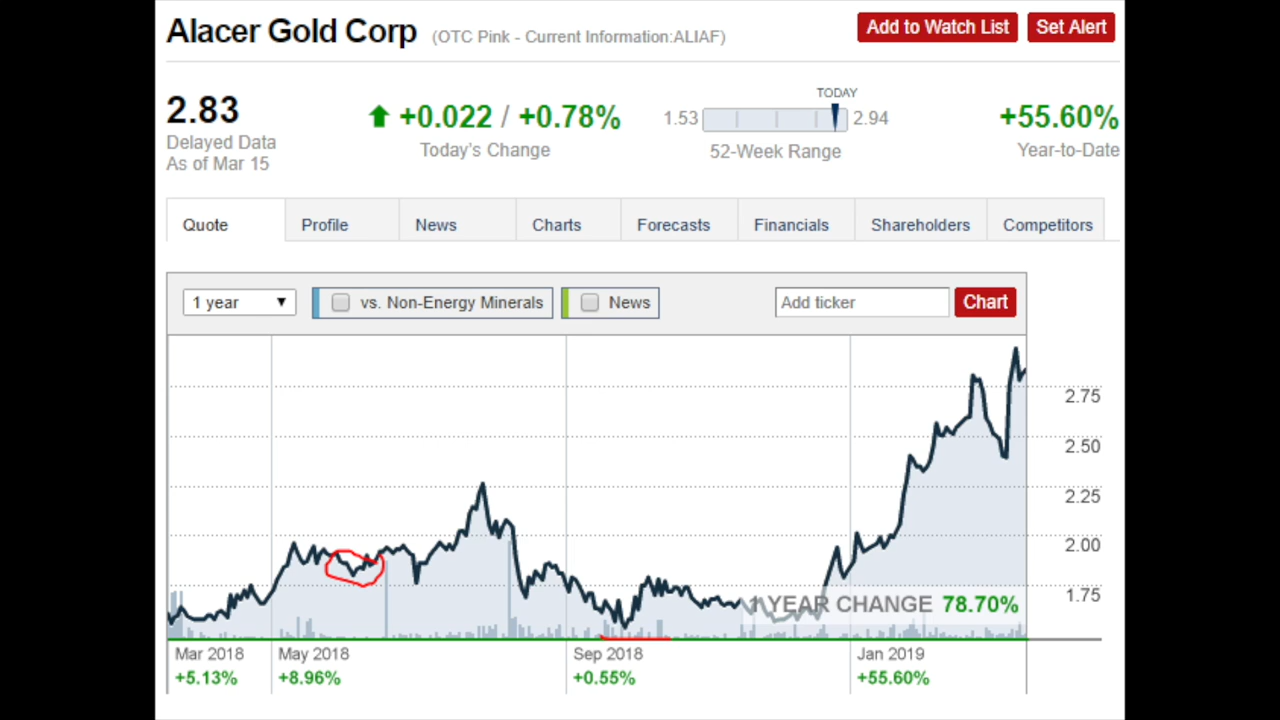 Alacer Gold Corp (OTC Pink - Current Information:ALIAF) Add to Watch List Set Alert
TODAY
2.83 +0.022 / +0.78% 1.53 2.94 +55.60%
Delayed Data Today's Change 52-Week Range Year-to-Date
As of Mar 15
Quote Profile News Charts Forecasts Financials Shareholders Competitors
1 year vs. Non-Energy Minerals News Add ticker Chart
2.75
2.50
2.25
2.00
1.75
1 YEAR CHANGE 78.70%
Mar 2018 May 2018 Sep 2018 Jan 2019
+5.13% +8.96% +0.55% +55.60%